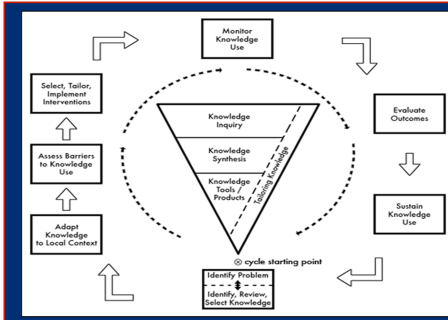 Monitor
Knowledge
Use
Select, Tailor,
Implement
Interventions
Evaluate
Outcomes
Knowledge
Inquiry
Assess Barriers
to Knowledge
Use
Knowledge
Synthesis
Knowledge
Tools
Products
Tailoring Knowledge
Adapt
Knowledge
to Local Context
Sustain
Knowledge
Use
cycle starting point
Identify Problem
Identify, Review,
Select Knowledge